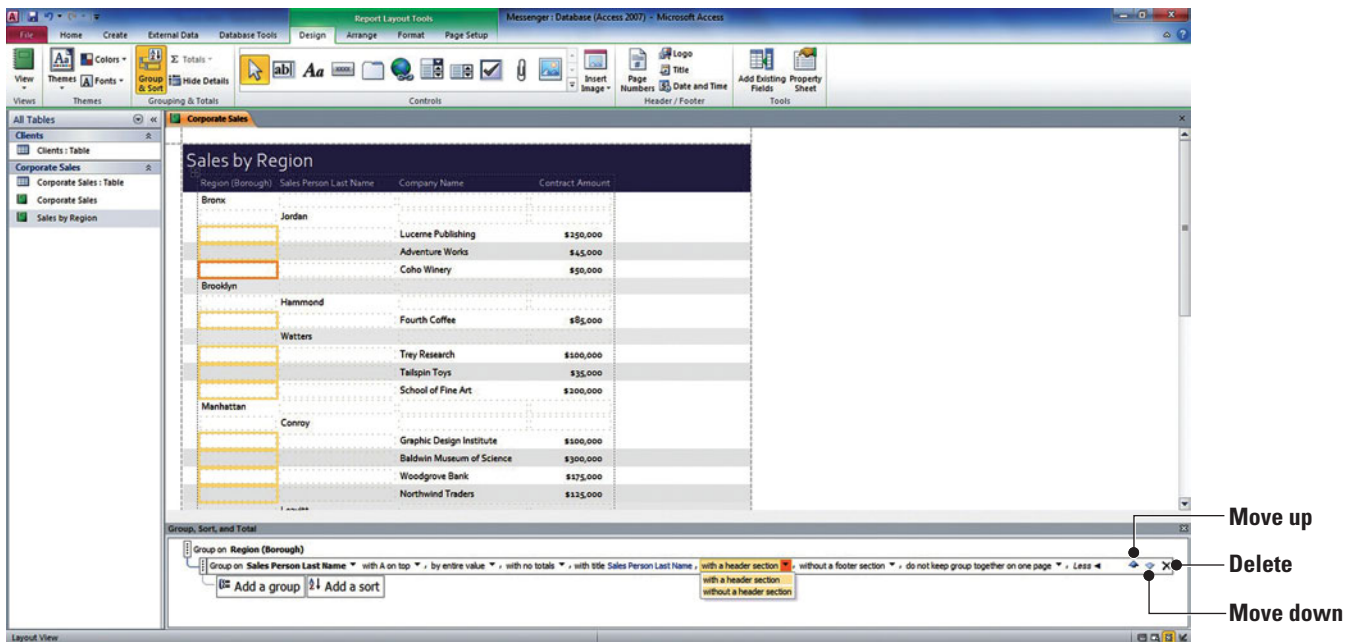 Report Layout Tools
Messenger : Database (Access 2007) - Microsoft Access
File Home Create External Data Database Tools Design Arrange Format Page Setup
View
Themes
Colors
Fonts
Group & Sort
Σ Totals
Hide Details
ab|
Aa
Insert Image
Page Numbers
Logo
Title
Date and Time
Add Existing Fields
Property Sheet
Views Themes Grouping & Totals Controls Header / Footer Tools
All Tables
Corporate Sales
Clients
Clients : Table
Corporate Sales
Corporate Sales : Table
Corporate Sales
Sales by Region
Sales by Region
Region (Borough) Sales Person Last Name Company Name Contract Amount
Bronx
Jordan
Lucerne Publishing $250,000
Adventure Works $45,000
Coho Winery $50,000
Brooklyn
Hammond
Fourth Coffee $85,000
Watters
Trey Research $100,000
Tailspin Toys $35,000
School of Fine Art $200,000
Manhattan
Conroy
Graphic Design Institute $100,000
Baldwin Museum of Science $300,000
Woodgrove Bank $175,000
Northwind Traders $125,000
Group, Sort, and Total
Group on Region (Borough)
Group on Sales Person Last Name with A on top , by entire value , with no totals , with title Sales Person Last Name , with a header section , without a footer section , do not keep group together on one page , Less
with a header section
without a header section
Add a group Add a sort
Layout View
Move up
Delete
Move down